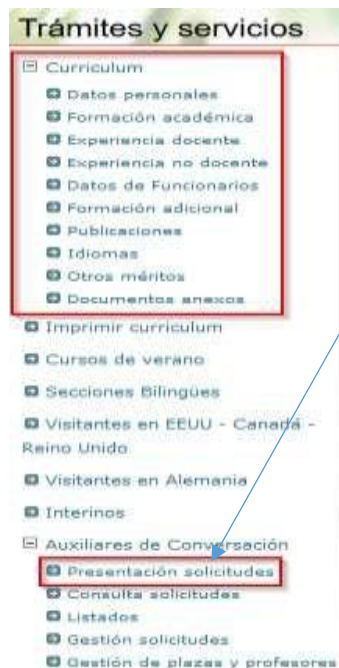 Trámites y servicios
Curriculum
Datos personales
Formación académica
Experiencia docente
Experiencia no docente
Datos de Funcionarios
Formación adicional
Publicaciones
Idiomas
Otros méritos
Documentos anexos
Imprimir curriculum
Cursos de verano
Secciones Bilingües
Visitantes en EEUU - Canadá -
Reino Unido
Visitantes en Alemania
Interinos
Auxiliares de Conversación
Presentación solicitudes
Consulta solicitudes
Listados
Gestión solicitudes
Gestión de plazas y profesores